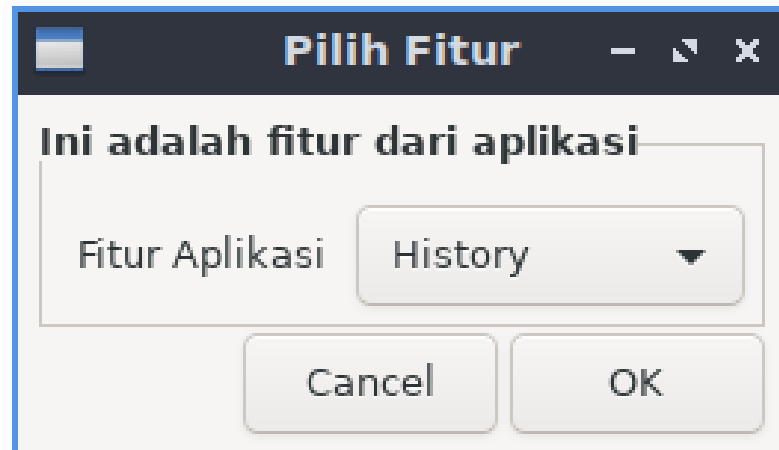 Pilih Fitur
Ini adalah fitur dari aplikasi
Fitur Aplikasi History
Cancel OK